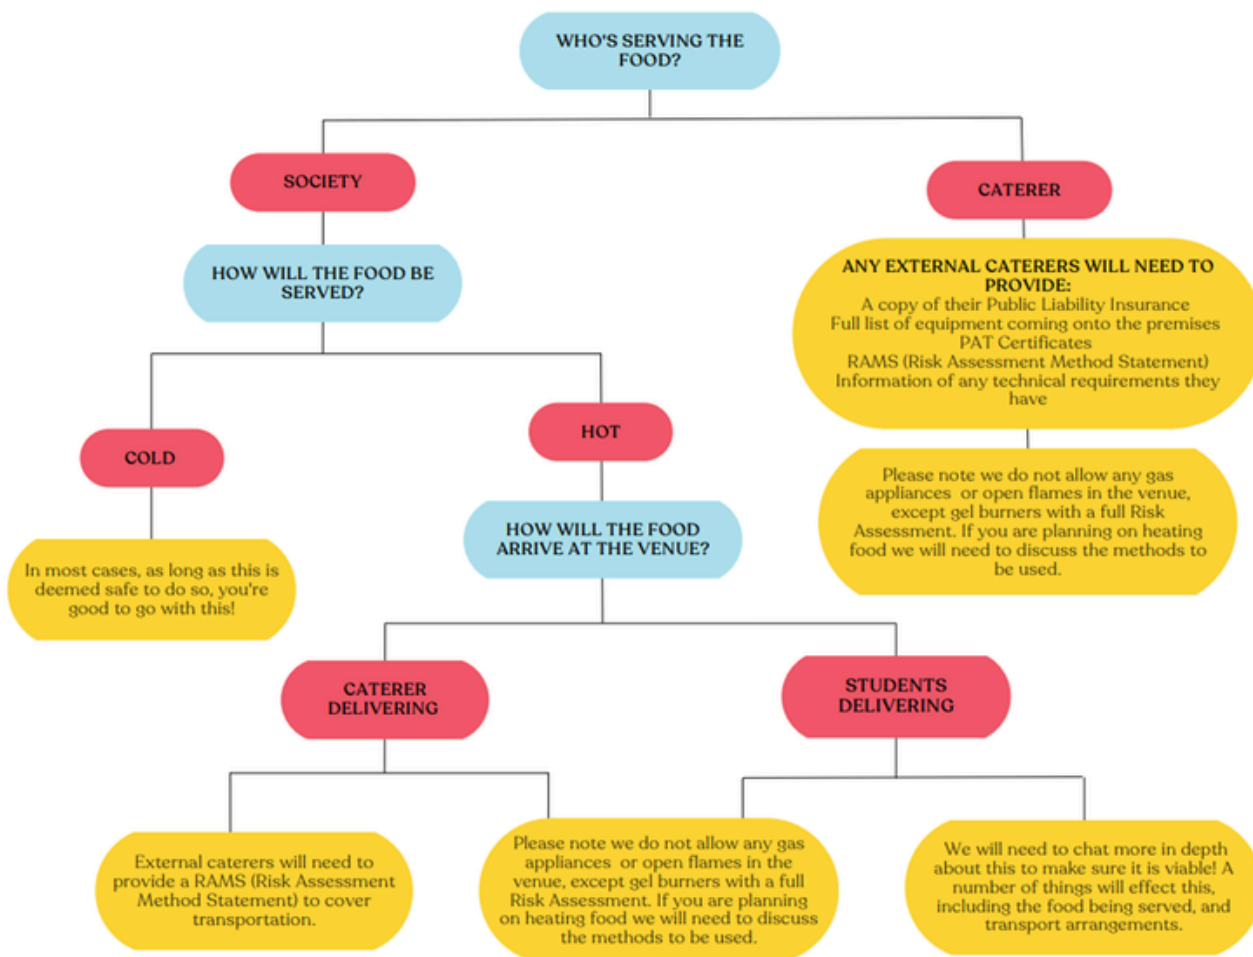 WHO'S SERVING THE
FOOD?
SOCIETY
CATERER
HOW WILL THE FOOD BE
SERVED?
ANY EXTERNAL CATERERS WILL NEED TO
PROVIDE:
A copy of their Public Liability Insurance
Full list of equipment coming onto the premises
PAT Certificates
RAMS (Risk Assessment Method Statement)
Information of any technical requirements they
have
COLD
HOT
Please note we do not allow any gas
appliances or open flames in the venue,
except gel burners with a full Risk
Assessment. If you are planning on heating
food we will need to discuss the methods to
be used.
HOW WILL THE FOOD
ARRIVE AT THE VENUE?
In most cases, as long as this is
deemed safe to do so, you're
good to go with this!
CATERER
DELIVERING
STUDENTS
DELIVERING
External caterers will need to
provide a RAMS (Risk Assessment
Method Statement) to cover
transportation.
Please note we do not allow any gas
appliances or open flames in the
venue, except gel burners with a full
Risk Assessment. If you are planning
on heating food we will need to discuss
the methods to be used.
We will need to chat more in depth
about this to make sure it is viable! A
number of things will effect this,
including the food being served, and
transport arrangements.